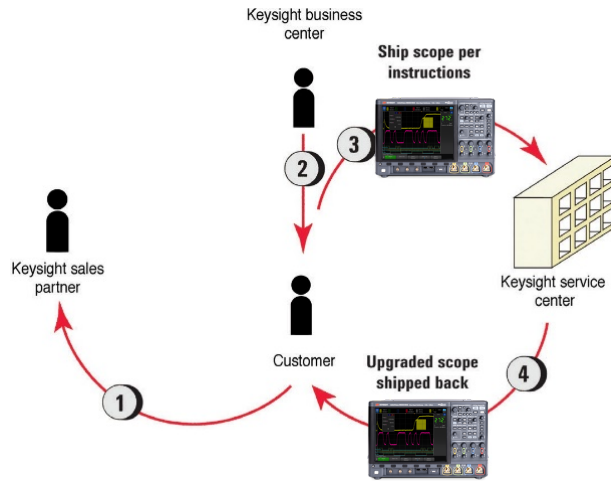 Keysight business
center
Ship scope per
instructions
3
2
Keysight sales
partner
Keysight service
center
Customer
Upgraded scope
shipped back
4
1